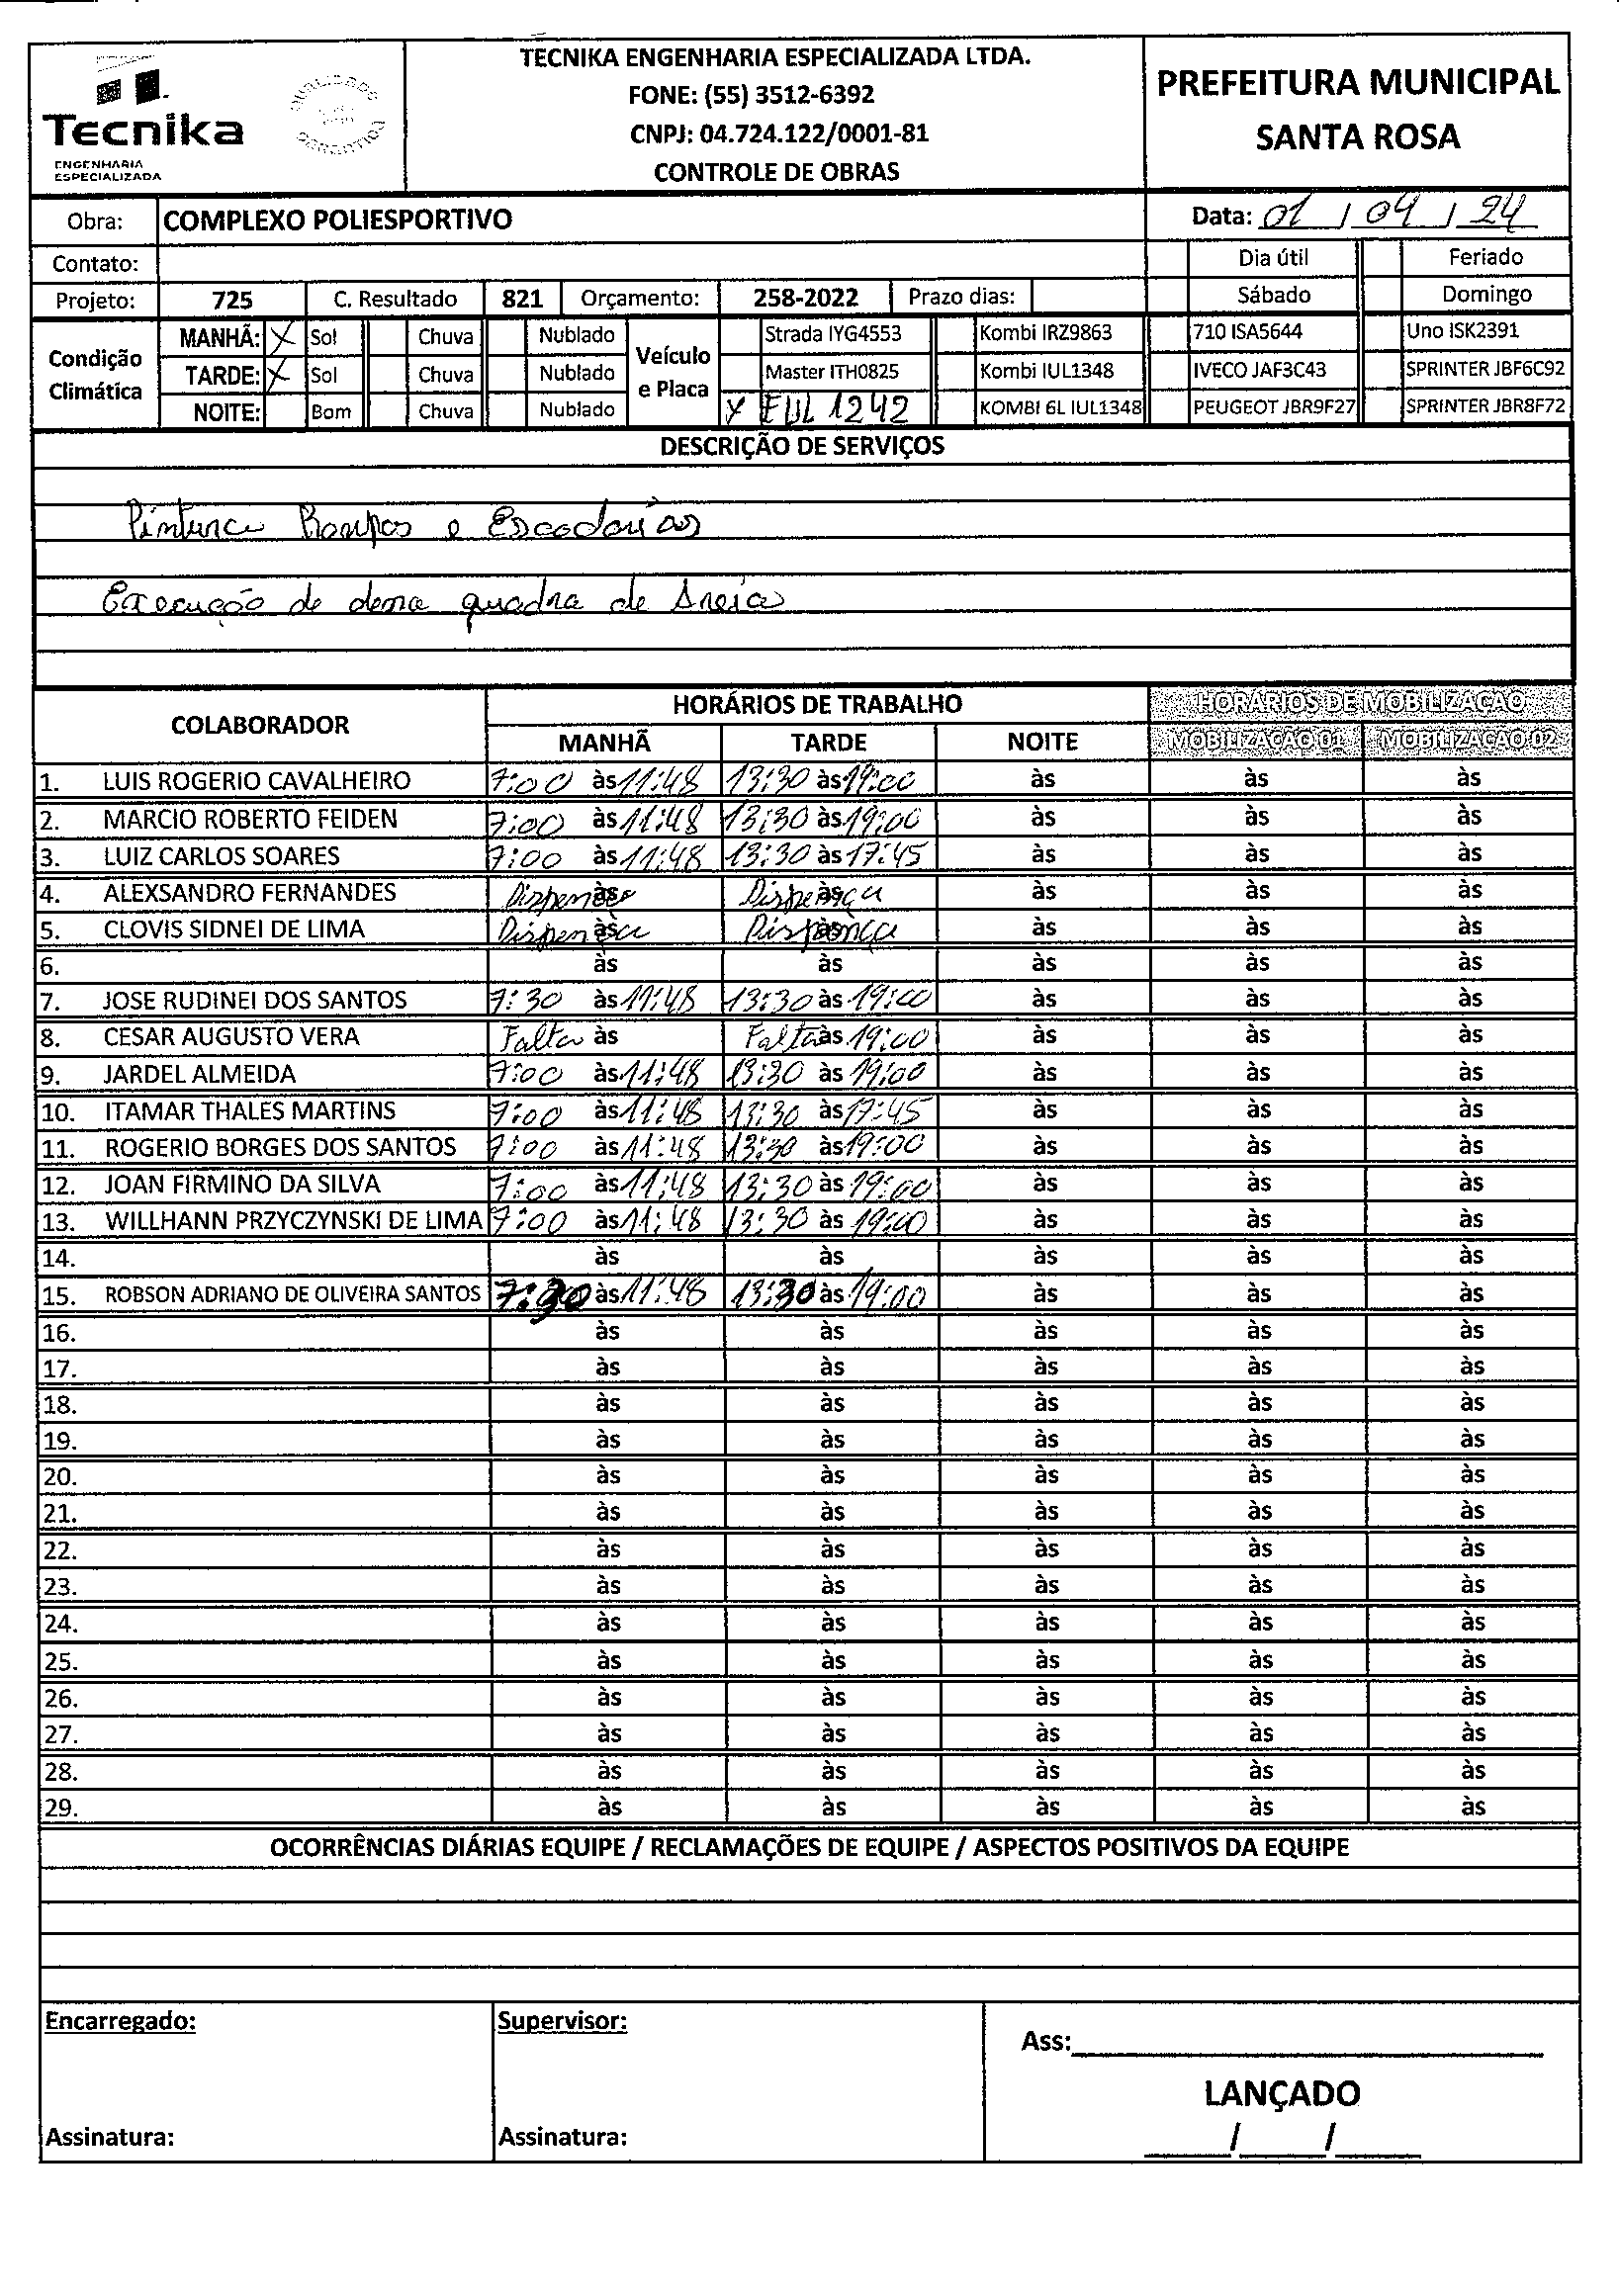 Tecnika
ENGENHARIA
ESPECIALIZADA
QUALIDADE
GARANTIDA
TECNIKA ENGENHARIA ESPECIALIZADA LTDA.
FONE: (55) 3512-6392
CNPJ: 04.724.122/0001-81
CONTROLE DE OBRAS
PREFEITURA MUNICIPAL
SANTA ROSA
Obra: COMPLEXO POLIESPORTIVO Data: 01 / 04 / 24
Contato: Dia útil Feriado
Projeto: 725 C. Resultado 821 Orçamento: 258-2022 Prazo dias: Sábado Domingo
Condição Climática
MANHÃ: X Sol Chuva Nublado
TARDE: X Sol Chuva Nublado
NOITE: Bom Chuva Nublado
Veículo e Placa
Strada IYG4553 Kombi IRZ9863 710 ISA5644 Uno ISK2391
Master ITH0825 Kombi IUL1348 IVECO JAF3C43 SPRINTER JBF6C92
X EUL 1242 KOMBI 6L IUL1348 PEUGEOT JBR9F27 SPRINTER JBR8F72
DESCRIÇÃO DE SERVIÇOS
Pintura Rampas e Escadarias
Execução de quadra de Areia
COLABORADOR HORÁRIOS DE TRABALHO HORÁRIOS DE MOBILIZAÇÃO
MANHÃ TARDE NOITE MOBILIZAÇÃO 01 MOBILIZAÇÃO 02
1. LUIS ROGERIO CAVALHEIRO 7:00 às 11:48 13:30 às 19:00 às às às
2. MARCIO ROBERTO FEIDEN 7:00 às 11:48 13:30 às 19:00 às às às
3. LUIZ CARLOS SOARES 7:00 às 11:48 13:30 às 17:45 às às às
4. ALEXSANDRO FERNANDES Dispensa às Dispença às às às às
5. CLOVIS SIDNEI DE LIMA Dispensa às Dispença às às às às
6. às às às às às
7. JOSE RUDINEI DOS SANTOS 7:30 às 11:48 13:30 às 19:00 às às às
8. CESAR AUGUSTO VERA Falta às Falta às 19:00 às às às
9. JARDEL ALMEIDA 7:00 às 11:48 13:30 às 19:00 às às às
10. ITAMAR THALES MARTINS 7:00 às 11:48 13:30 às 17:45 às às às
11. ROGERIO BORGES DOS SANTOS 7:00 às 11:48 13:30 às 19:00 às às às
12. JOAN FIRMINO DA SILVA 7:00 às 11:48 13:30 às 19:00 às às às
13. WILLHANN PRZYCZYNSKI DE LIMA 7:00 às 11:48 13:30 às 19:00 às às às
14. às às às às às
15. ROBSON ADRIANO DE OLIVEIRA SANTOS 7:30 às 11:48 13:30 às 19:00 às às às
16. às às às às às
17. às às às às às
18. às às às às às
19. às às às às às
20. às às às às às
21. às às às às às
22. às às às às às
23. às às às às às
24. às às às às às
25. às às às às às
26. às às às às às
27. às às às às às
28. às às às às às
29. às às às às às
OCORRÊNCIAS DIÁRIAS EQUIPE / RECLAMAÇÕES DE EQUIPE / ASPECTOS POSITIVOS DA EQUIPE
Encarregado: Supervisor: Ass:
LANÇADO
Assinatura: Assinatura: / /